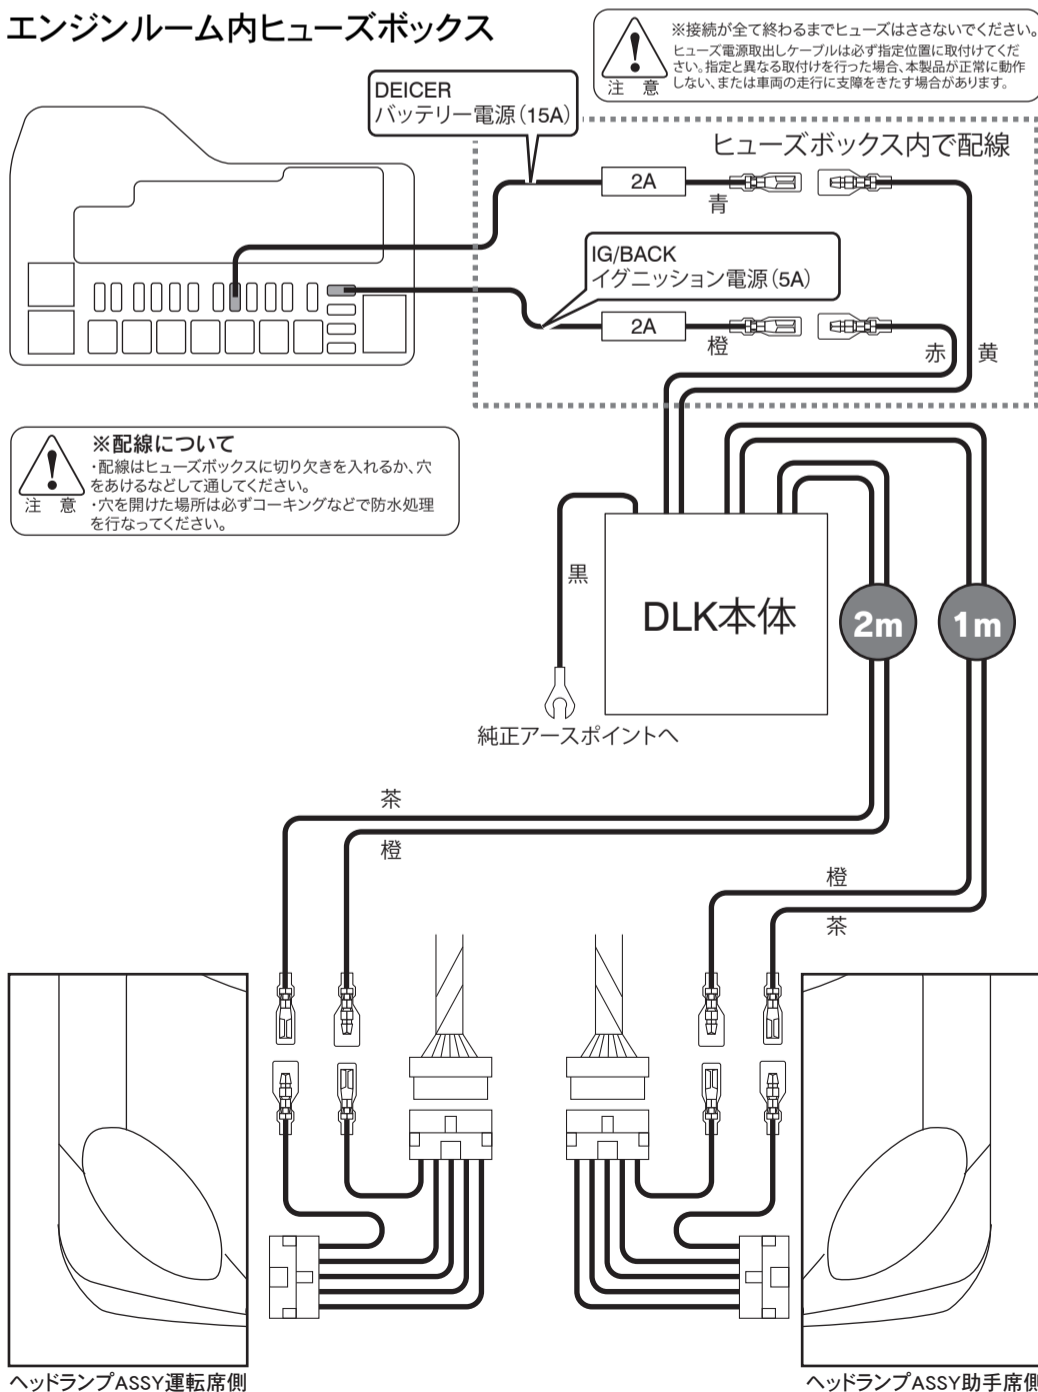 エンジンルーム内ヒューズボックス
※接続が全て終わるまでヒューズはささないでください。
ヒューズ電源取出しケーブルは必ず指定位置に取付けてくだ
さい。指定と異なる取付けを行った場合、本製品が正常に動作
しない、または車両の走行に支障をきたす場合があります。
注 意
DEICER
バッテリー電源(15A)
ヒューズボックス内で配線
2A
青
IG/BACK
イグニッション電源(5A)
2A
橙
赤
黄
※配線について
・配線はヒューズボックスに切り欠きを入れるか、穴
をあけるなどして通してください。
・穴を開けた場所は必ずコーキングなどで防水処理
を行なってください。
注 意
黒
DLK本体
2m
1m
純正アースポイントへ
茶
橙
橙
茶
ヘッドランプASSY運転席側
ヘッドランプASSY助手席側